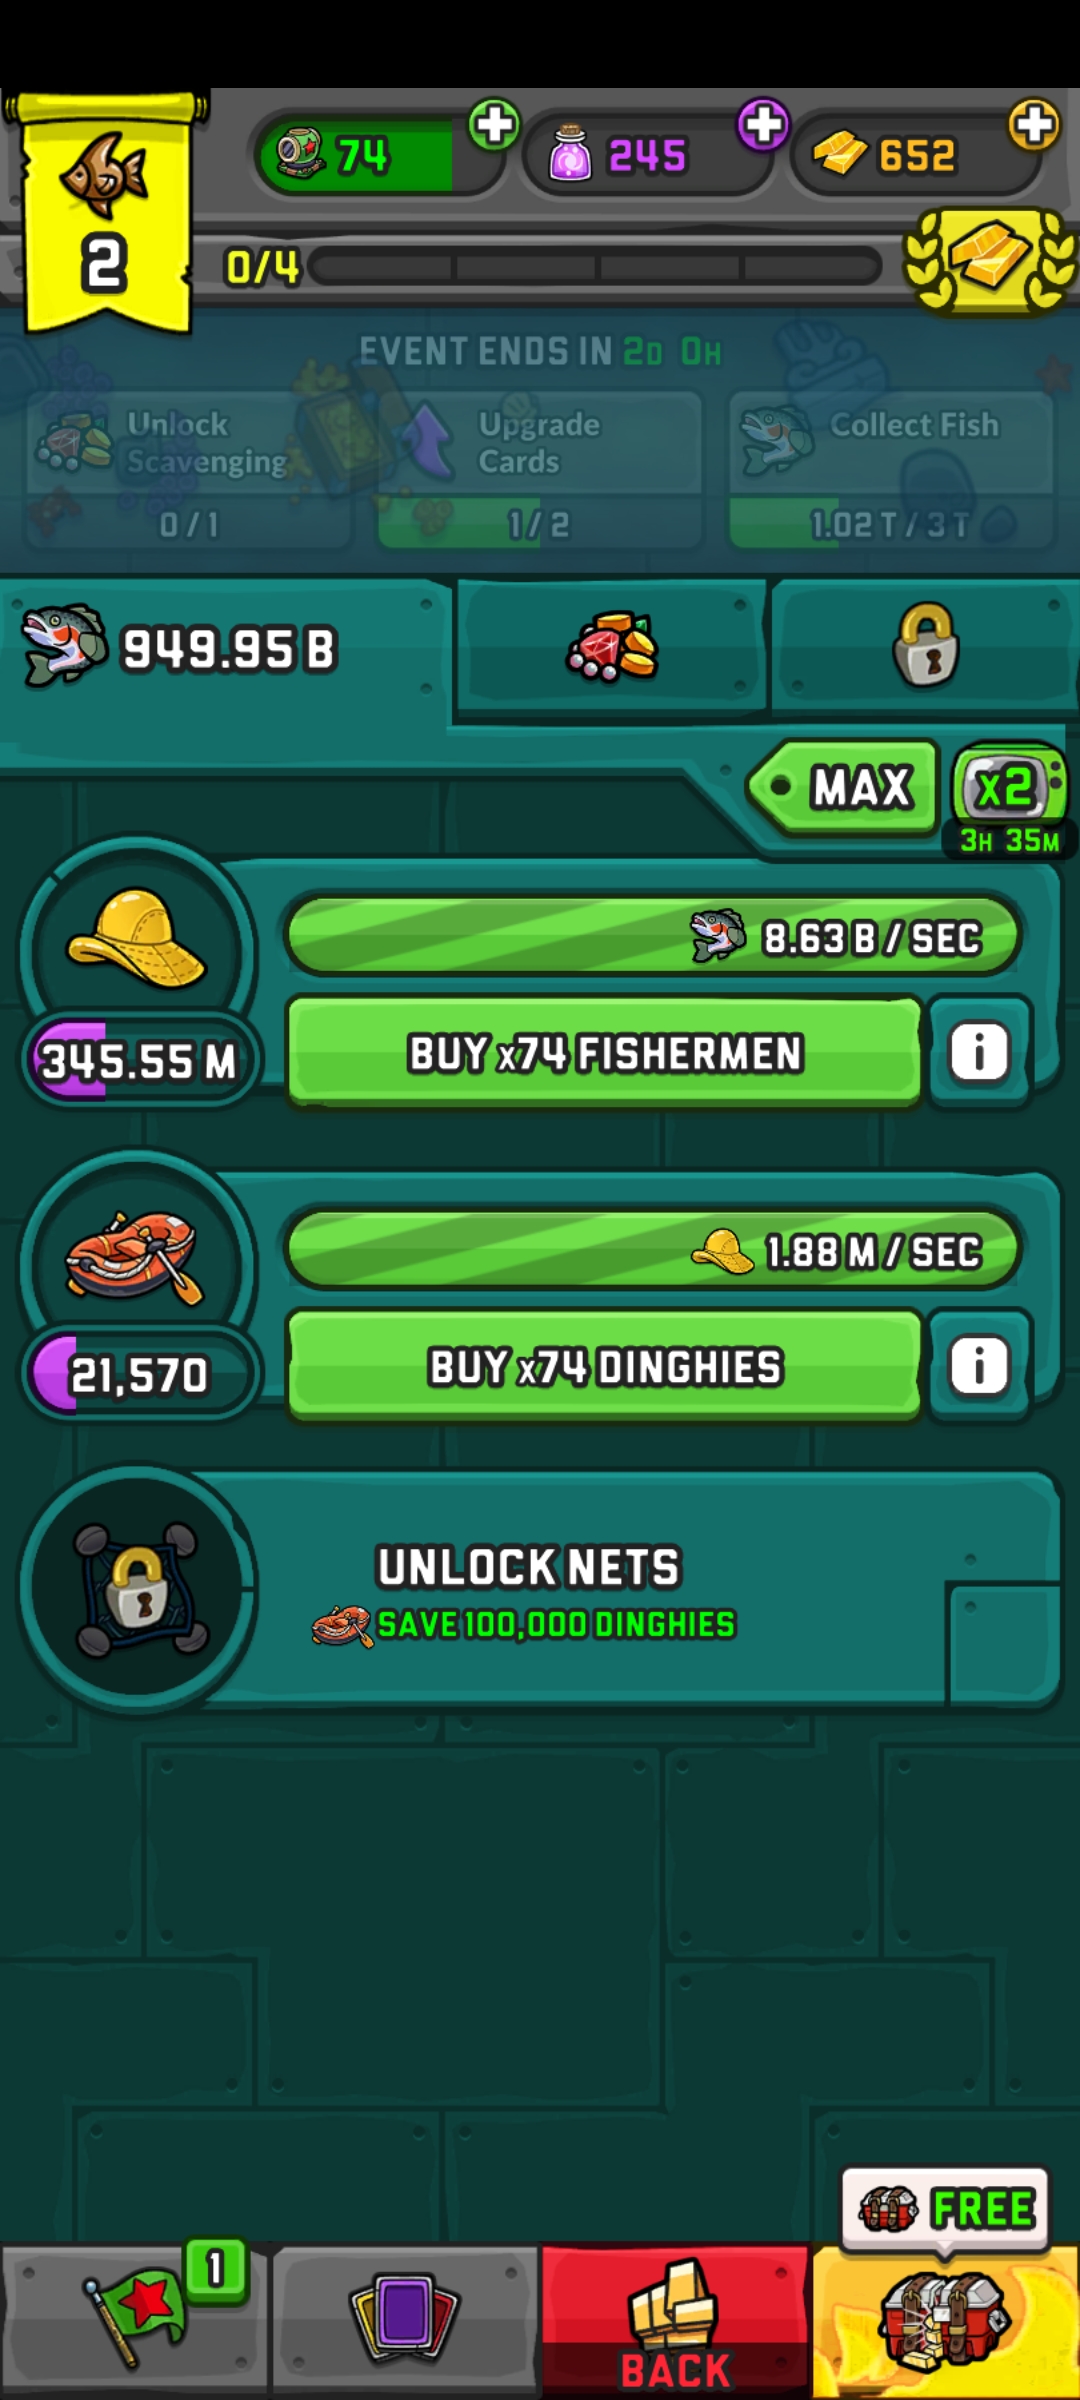 74
245
652
2
0/4
EVENT ENDS IN 2D 0H
Unlock
Scavenging
0 / 1
Upgrade
Cards
1 / 2
Collect Fish
1.02 T / 3 T
949.95 B
MAX
x2
3H 35M
8.63 B / SEC
345.55 M
BUY x74 FISHERMEN
i
1.88 M / SEC
21,570
BUY x74 DINGHIES
i
UNLOCK NETS
SAVE 100,000 DINGHIES
FREE
1
BACK